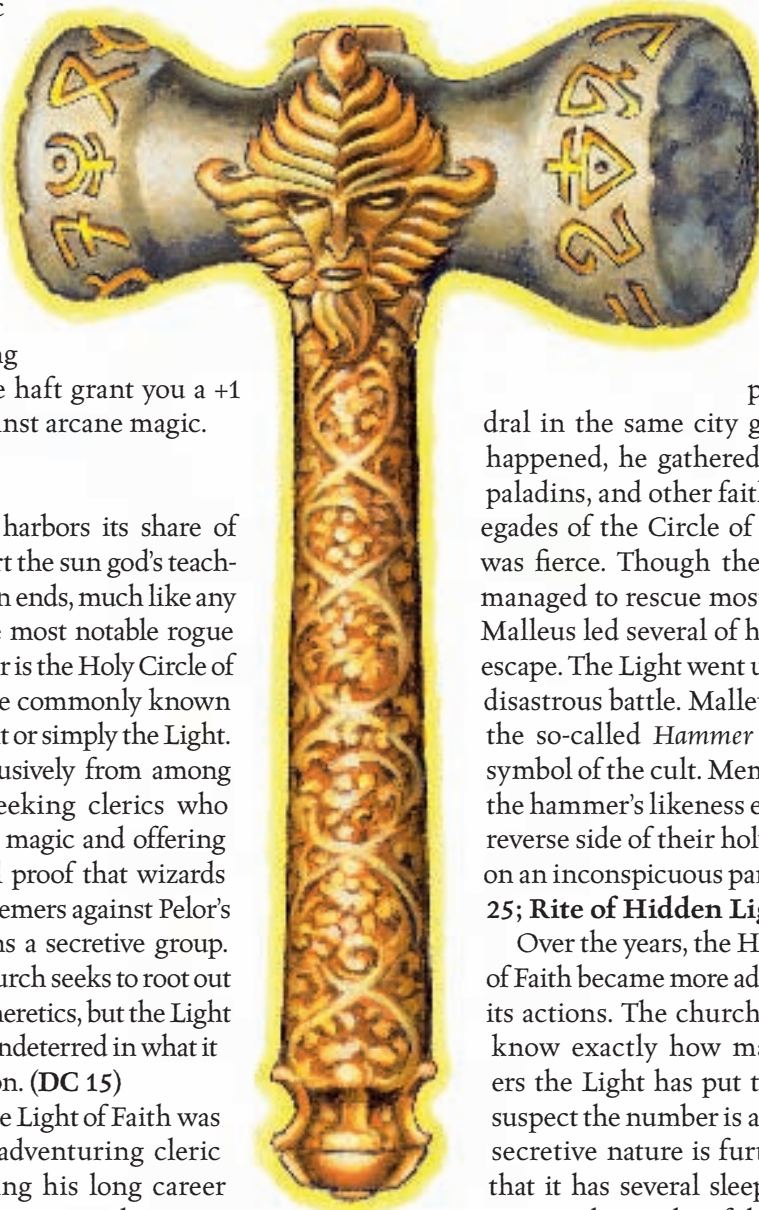 haft grant you a +1
inst arcane magic.
harbors its share of
rt the sun god's teach-
n ends, much like any
most notable rogue
r is the Holy Circle of
e commonly known
t or simply the Light.
usively from among
eeking clerics who
magic and offering
proof that wizards
emers against Pelor's
ns a secretive group.
urch seeks to root out
heretics, but the Light
ndeterred in what it
on. (DC 15)
e Light of Faith was
adventuring cleric
ng his long career
dral in the same city g
happened, he gathered
paladins, and other fait
egades of the Circle of
was fierce. Though the
managed to rescue mos
Malleus led several of h
escape. The Light went u
disastrous battle. Malle
the so-called Hammer
symbol of the cult. Mem
the hammer's likeness e
reverse side of their hol
on an inconspicuous par
25; Rite of Hidden Lig
Over the years, the H
of Faith became more ad
its actions. The church
know exactly how ma
ers the Light has put t
suspect the number is a
secretive nature is furt
that it has several sleep